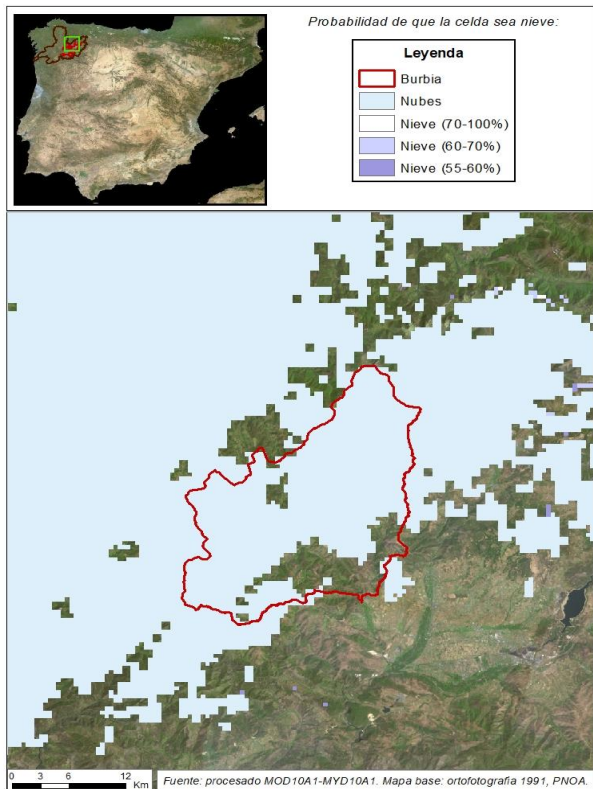 Probabilidad de que la celda sea nieve:
Leyenda
Burbia
Nubes
Nieve (70-100%)
Nieve (60-70%)
Nieve (55-60%)
0 3 6 12
Km
Fuente: procesado MOD10A1-MYD10A1. Mapa base: ortofotografia 1991, PNOA.